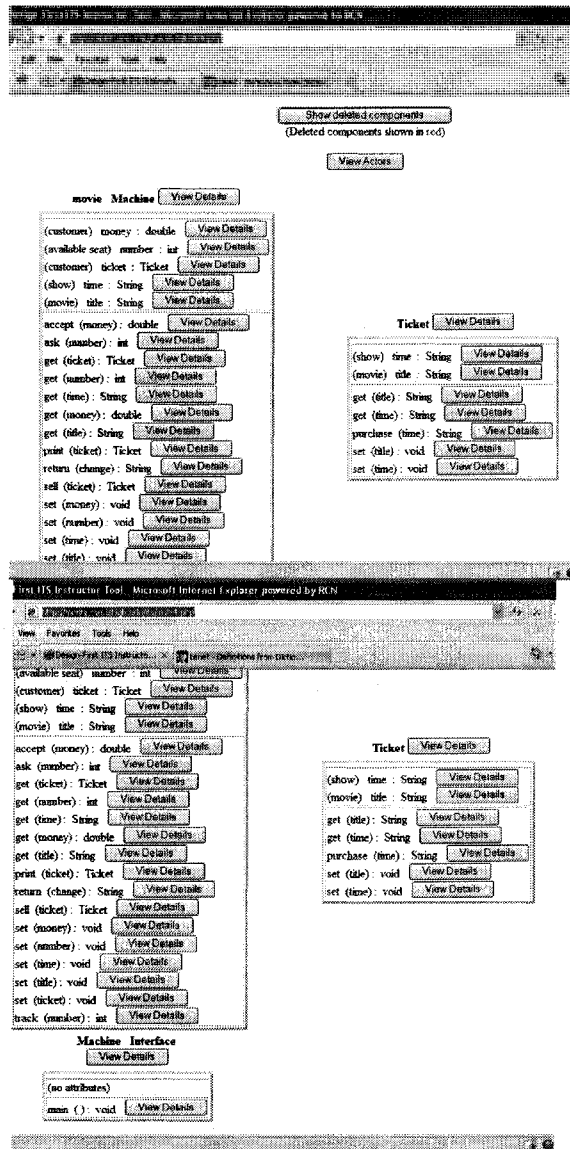 Show deleted components
(Deleted components shown in red)
View Actors
movie Machine View Details
(customer) money : double View Details
(available seat) number : int View Details
(customer) ticket : Ticket View Details
(show) time : String View Details
(movie) title : String View Details
accept (money) : double View Details
ask (number) : int View Details
get (ticket) : Ticket View Details
get (number) : int View Details
get (time) : String View Details
get (money) : double View Details
get (title) : String View Details
print (ticket) : Ticket View Details
return (change) : String View Details
sell (ticket) : Ticket View Details
set (money) : void View Details
set (number) : void View Details
set (time) : void View Details
set (title) : void View Details
Ticket View Details
(show) time : String View Details
(movie) title : String View Details
get (title) : String View Details
get (time) : String View Details
purchase (time) : String View Details
set (title) : void View Details
set (time) : void View Details
First ITS Instructor Tool - Microsoft Internet Explorer powered by RCN
View Favorites Tools Help
Design-First ITS Instructo...
(available seat) number : int View Details
(customer) ticket : Ticket View Details
(show) time : String View Details
(movie) title : String View Details
accept (money) : double View Details
ask (number) : int View Details
get (ticket) : Ticket View Details
get (number) : int View Details
get (time) : String View Details
get (money) : double View Details
get (title) : String View Details
print (ticket) : Ticket View Details
return (change) : String View Details
sell (ticket) : Ticket View Details
set (money) : void View Details
set (number) : void View Details
set (time) : void View Details
set (title) : void View Details
set (ticket) : void View Details
track (number) : int View Details
Ticket View Details
(show) time : String View Details
(movie) title : String View Details
get (title) : String View Details
get (time) : String View Details
purchase (time) : String View Details
set (title) : void View Details
set (time) : void View Details
Machine Interface
View Details
(no attributes)
main () : void View Details